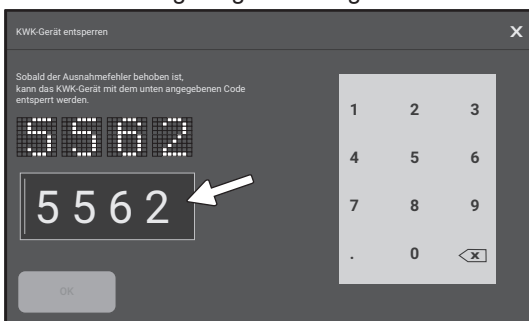 KWK-Gerät entsperren X
Sobald der Ausnahmefehler behoben ist,
kann das KWK-Gerät mit dem unten angegebenen Code
entsperrt werden.
5562
5562
OK
1 2 3
4 5 6
7 8 9
. 0 x